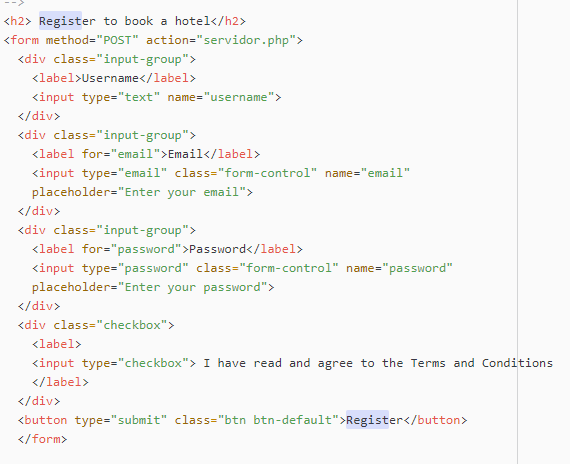 -->
<h2> Register to book a hotel</h2>
<form method="POST" action="servidor.php">
<div class="input-group">
<label>Username</label>
<input type="text" name="username">
</div>
<div class="input-group">
<label for="email">Email</label>
<input type="email" class="form-control" name="email"
placeholder="Enter your email">
</div>
<div class="input-group">
<label for="password">Password</label>
<input type="password" class="form-control" name="password"
placeholder="Enter your password">
</div>
<div class="checkbox">
<label>
<input type="checkbox"> I have read and agree to the Terms and Conditions
</label>
</div>
<button type="submit" class="btn btn-default">Register</button>
</form>